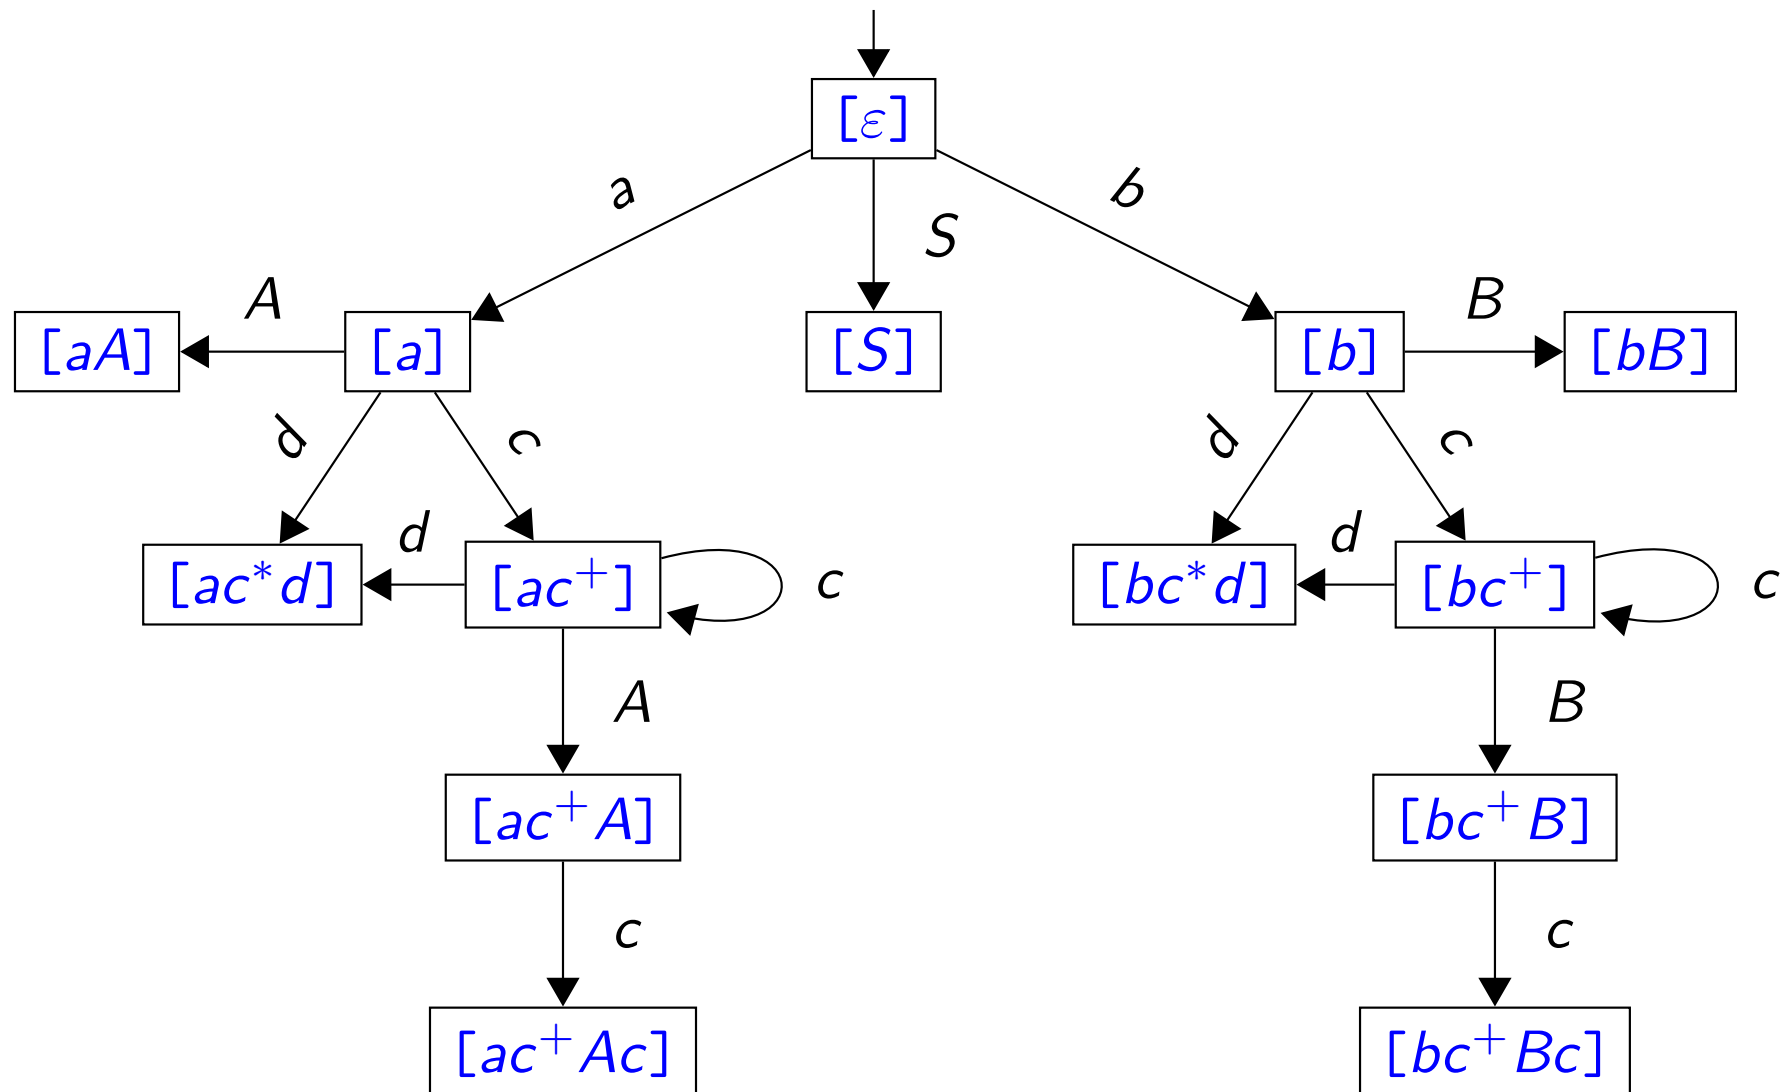 [ε]
a
S
b
[aA]
A
[a]
[S]
[b]
B
[bB]
d
c
d
c
[ac*d]
d
[ac⁺]
c
[bc*d]
d
[bc⁺]
c
A
B
[ac⁺A]
[bc⁺B]
c
c
[ac⁺Ac]
[bc⁺Bc]